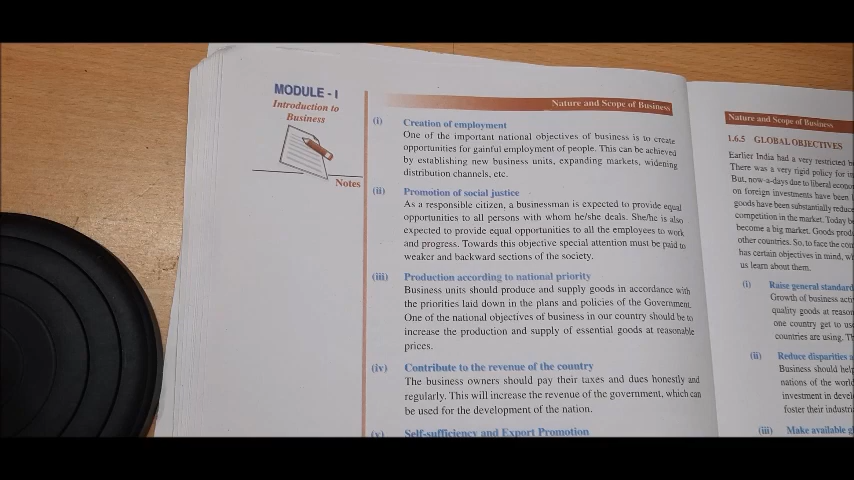 MODULE - I
Introduction to
Business
Notes
Nature and Scope of Business
(i) Creation of employment
One of the important national objectives of business is to create
opportunities for gainful employment of people. This can be achieved
by establishing new business units, expanding markets, widening
distribution channels, etc.
(ii) Promotion of social justice
As a responsible citizen, a businessman is expected to provide equal
opportunities to all persons with whom he/she deals. She/he is also
expected to provide equal opportunities to all the employees to work
and progress. Towards this objective special attention must be paid to
weaker and backward sections of the society.
(iii) Production according to national priority
Business units should produce and supply goods in accordance with
the priorities laid down in the plans and policies of the Government.
One of the national objectives of business in our country should be to
increase the production and supply of essential goods at reasonable
prices.
(iv) Contribute to the revenue of the country
The business owners should pay their taxes and dues honestly and
regularly. This will increase the revenue of the government, which can
be used for the development of the nation.
(v) Self-sufficiency and Export Promotion
Nature and Scope of Business
1.6.5 GLOBAL OBJECTIVES
Earlier India had a very restricted
There was a very rigid policy for
But, now-a-days due to liberal
on foreign investments have been
goods have been substantially
competition in the market. Today
become a big market. Goods
other countries. So, to face the
has certain objectives in mind,
us learn about them.
(i) Raise general standard
Growth of business
quality goods at
one country get to
countries are using.
(ii) Reduce disparities
Business should help
nations of the world
investment in
foster their
(iii) Make available